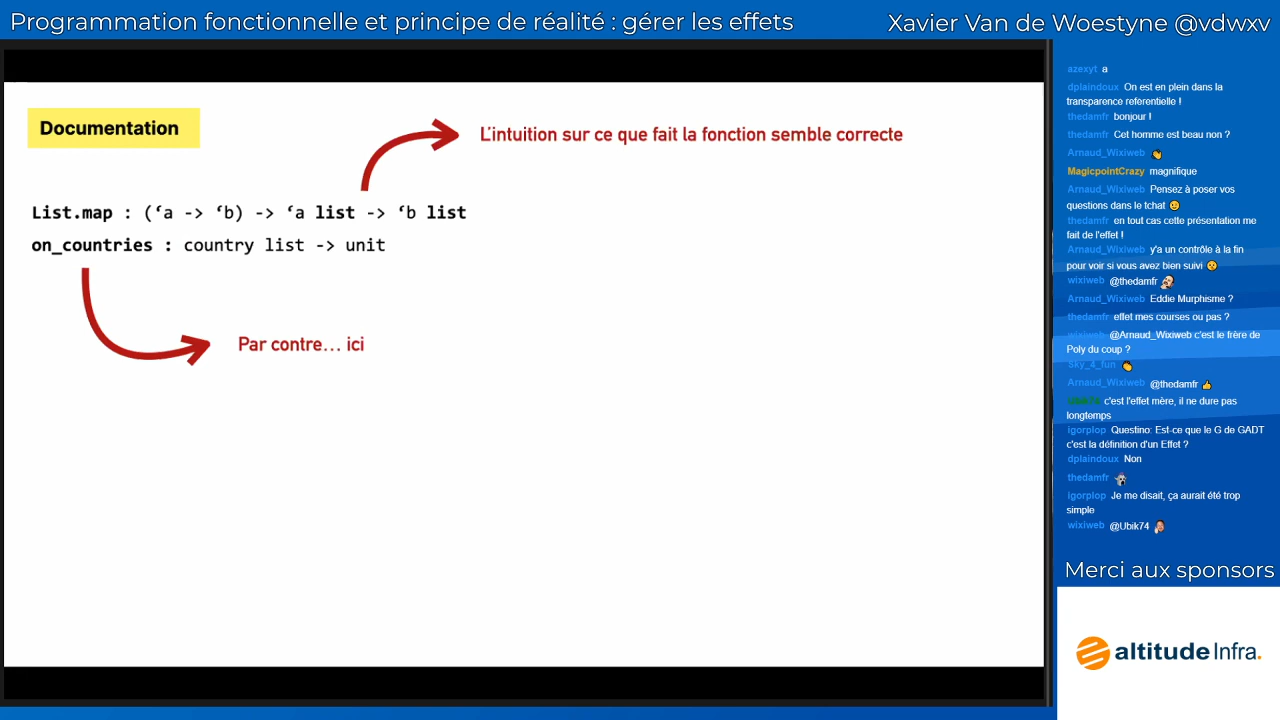 Programmation fonctionnelle et principe de réalité : gérer les effets
Xavier Van de Woestyne @vdwxv
Documentation
L'intuition sur ce que fait la fonction semble correcte
List.map : (‘a -> ‘b) -> ‘a list -> ‘b list
on_countries : country list -> unit
Par contre... ici
azexyt a
dplaindoux On est en plein dans la
transparence referentielle !
thedamfr bonjour !
thedamfr Cet homme est beau non ?
Arnaud_Wixiweb
MagicpointCrazy magnifique
Arnaud_Wixiweb Pensez à poser vos
questions dans le tchat
thedamfr en tout cas cette présentation me
fait de l'effet !
Arnaud_Wixiweb y'a un contrôle à la fin
pour voir si vous avez bien suivi
wixiweb @thedamfr
Arnaud_Wixiweb Eddie Murphisme ?
thedamfr effet mes courses ou pas ?
wixiweb @Arnaud_Wixiweb c'est le frère de
Poly du coup ?
Sky_4_fun
Arnaud_Wixiweb @thedamfr
Ubik74 c'est l'effet mère, il ne dure pas
longtemps
igorplop Questino: Est-ce que le G de GADT
c'est la définition d'un Effet ?
dplaindoux Non
thedamfr
igorplop Je me disait, ça aurait été trop
simple
wixiweb @Ubik74
Merci aux sponsors
altitude Infra.